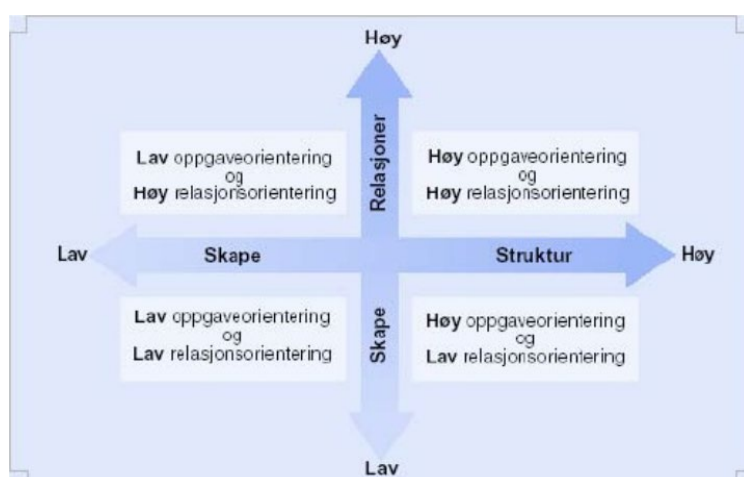 Høy
Relasjoner
Lav oppgaveorientering
og
Høy relasjonsorientering
Høy oppgaveorientering
og
Høy relasjonsorientering
Lav
Skape
Struktur
Høy
Lav oppgaveorientering
og
Lav relasjonsorientering
Skape
Høy oppgaveorientering
og
Lav relasjonsorientering
Lav